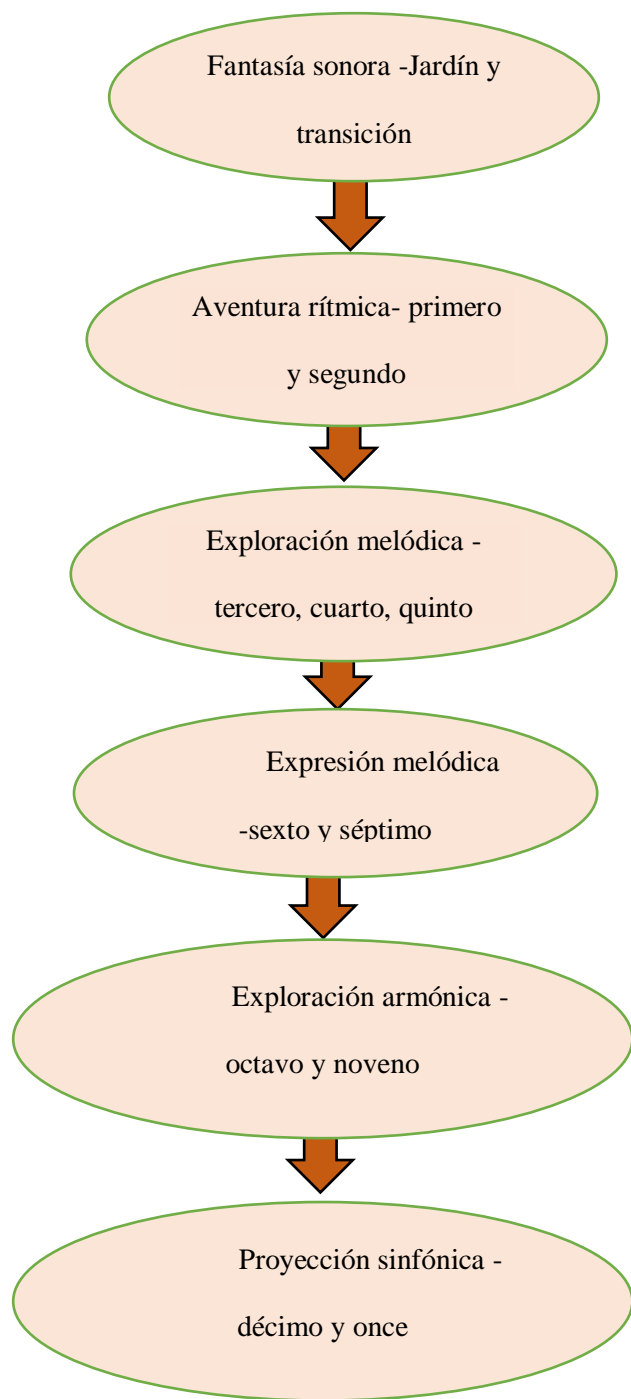 Fantasía sonora -Jardín y
transición
Aventura rítmica- primero
y segundo
Exploración melódica -
tercero, cuarto, quinto
Expresión melódica
-sexto y séptimo
Exploración armónica -
octavo y noveno
Proyección sinfónica -
décimo y once